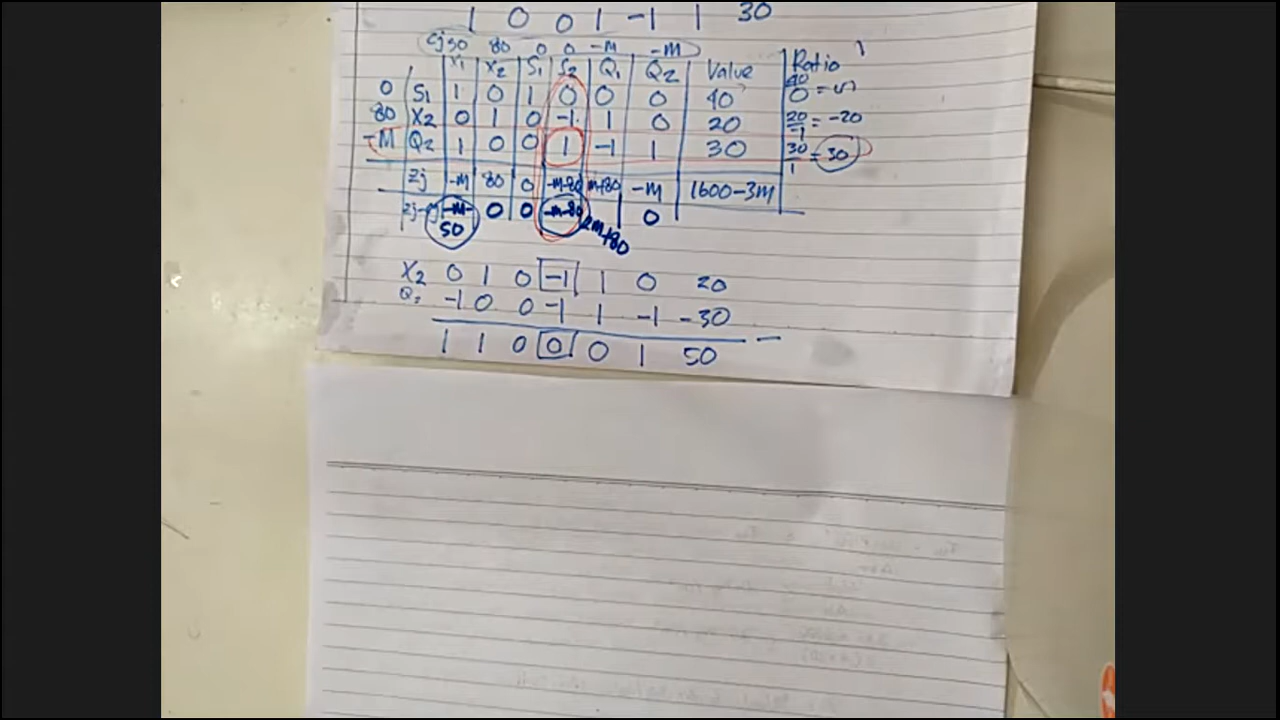 1 0 0 1 -1 1 30
Cj 50 80 0 0 -M -M
X1 X2 S1 S2 Q1 Q2 Value Ratio
0 S1 1 0 1 0 0 0 40 40/0 = ∽
80 X2 0 1 0 -1 1 0 20 20/-1 = -20
-M Q2 1 0 0 1 -1 1 30 30/1 = 30
Zj -M 80 0 -M-80 M+80 -M 1600-3M
Zj-Cj -M-50 0 0 -M-80 2M+80 0
X2 0 1 0 -1 1 0 20
-1 0 0 -1 1 -1 -30
1 1 0 0 0 1 50 —